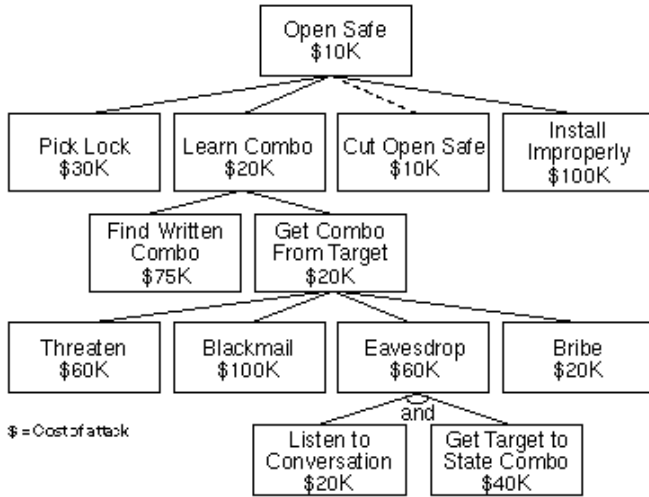 Open Safe
$10K
Pick Lock
$30K
Learn Combo
$20K
Cut Open Safe
$10K
Install
Improperly
$100K
Find Written
Combo
$75K
Get Combo
From Target
$20K
Threaten
$60K
Blackmail
$100K
Eavesdrop
$60K
Bribe
$20K
and
$ = Cost of attack
Listen to
Conversation
$20K
Get Target to
State Combo
$40K